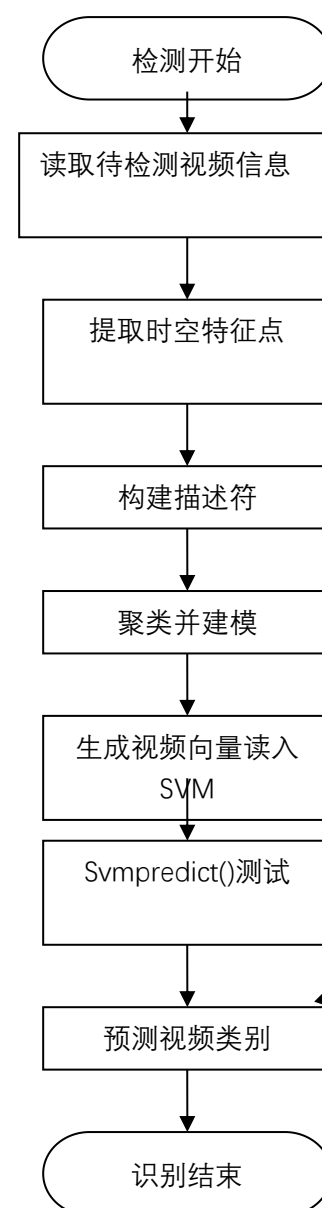 检测开始
读取待检测视频信息
提取时空特征点
构建描述符
聚类并建模
生成视频向量读入
SVM
Svmpredict()测试
预测视频类别
识别结束